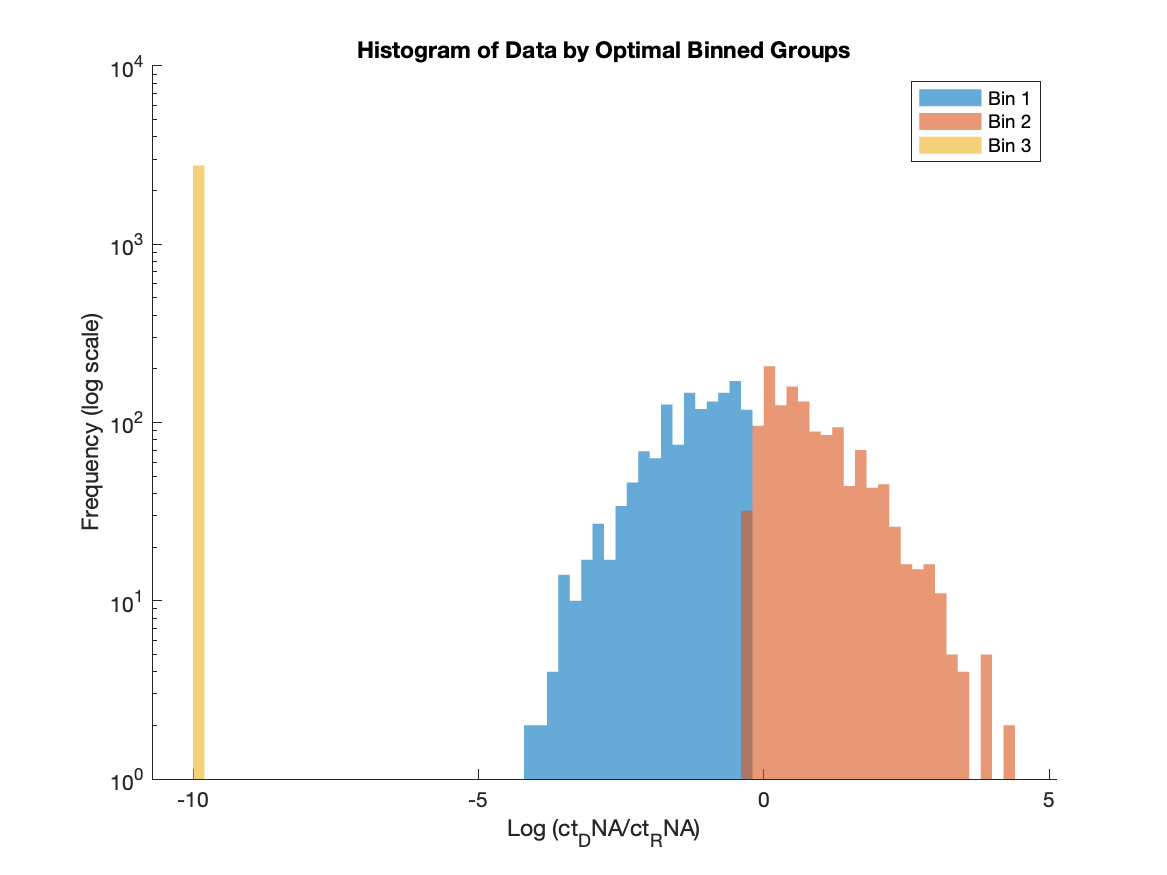 Histogram of Data by Optimal Binned Groups
10^4
10^3
10^2
10^1
10^0
Frequency (log scale)
Bin 1
Bin 2
Bin 3
-10
-5
0
5
Log (ct_DNA/ct_RNA)